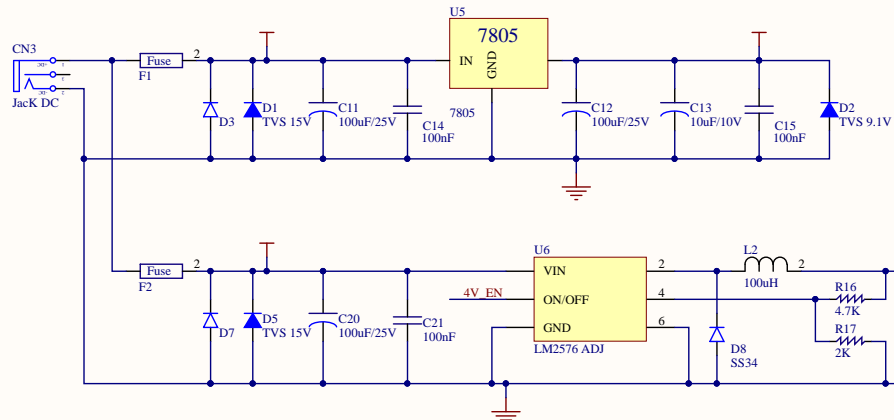 CN3
JacK DC
Fuse
2
F1
D3
D1
TVS 15V
C11
100uF/25V
C14
100nF
U5
7805
IN
GND
7805
C12
100uF/25V
C13
10uF/10V
C15
100nF
D2
TVS 9.1V
Fuse
2
F2
D7
D5
TVS 15V
C20
100uF/25V
C21
100nF
4V_EN
U6
VIN
ON/OFF
GND
2
4
6
LM2576 ADJ
D8
SS34
L2
2
100uH
R16
4.7K
R17
2K